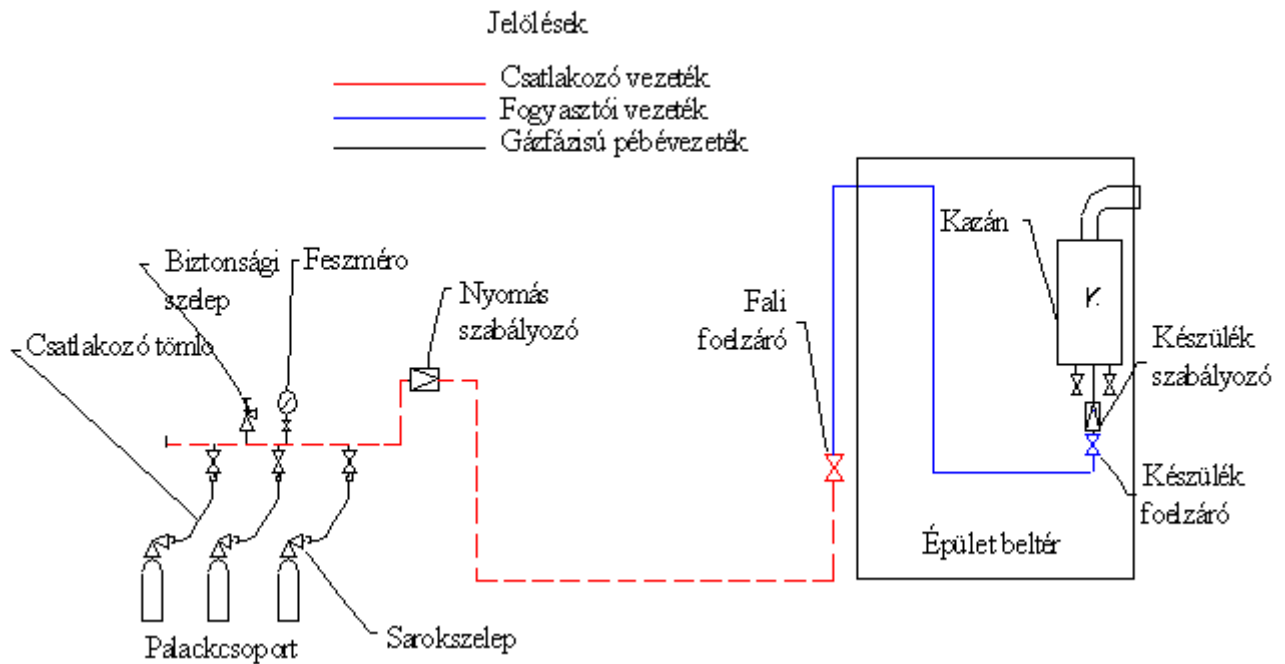 Jelölések
Csatlakozó vezeték
Fogyasztói vezeték
Gázfázisú pébévezeték
Kazán
Biztonsági
szelep
Feszméro
Nyomás
szabályozó
Fali
foelzáró
Készülék
szabályozó
Csatlakozó tömlo
K
Készülék
foelzáró
Épület beltér
Palackcsoport
Sarokszelep